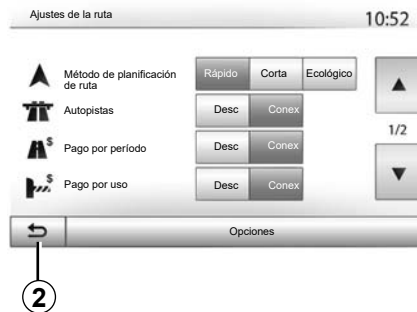 Ajustes de la ruta
10:52
Método de planificación
de ruta
Rápido
Corta
Ecológico
Autopistas
Desc
Conex
1/2
Pago por período
Desc
Conex
Pago por uso
Desc
Conex
Opciones
2